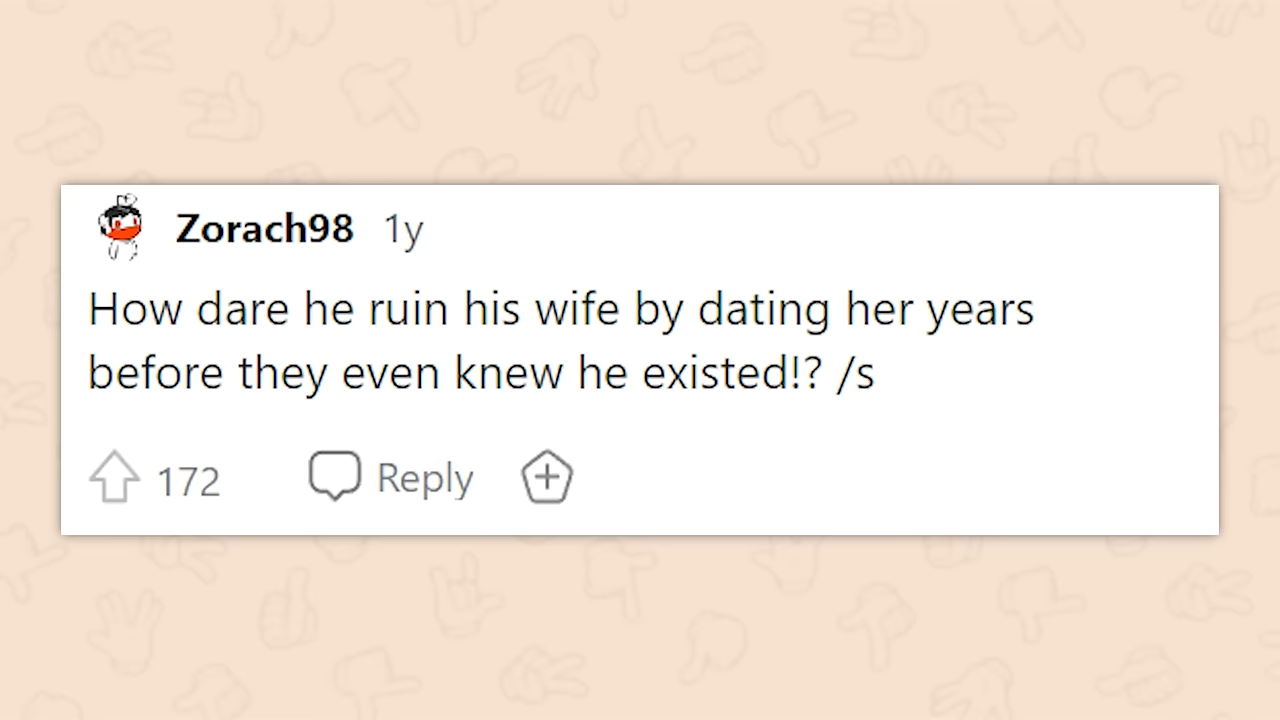 Zorach98 1y
How dare he ruin his wife by dating her years
before they even knew he existed!? /s
172 Reply